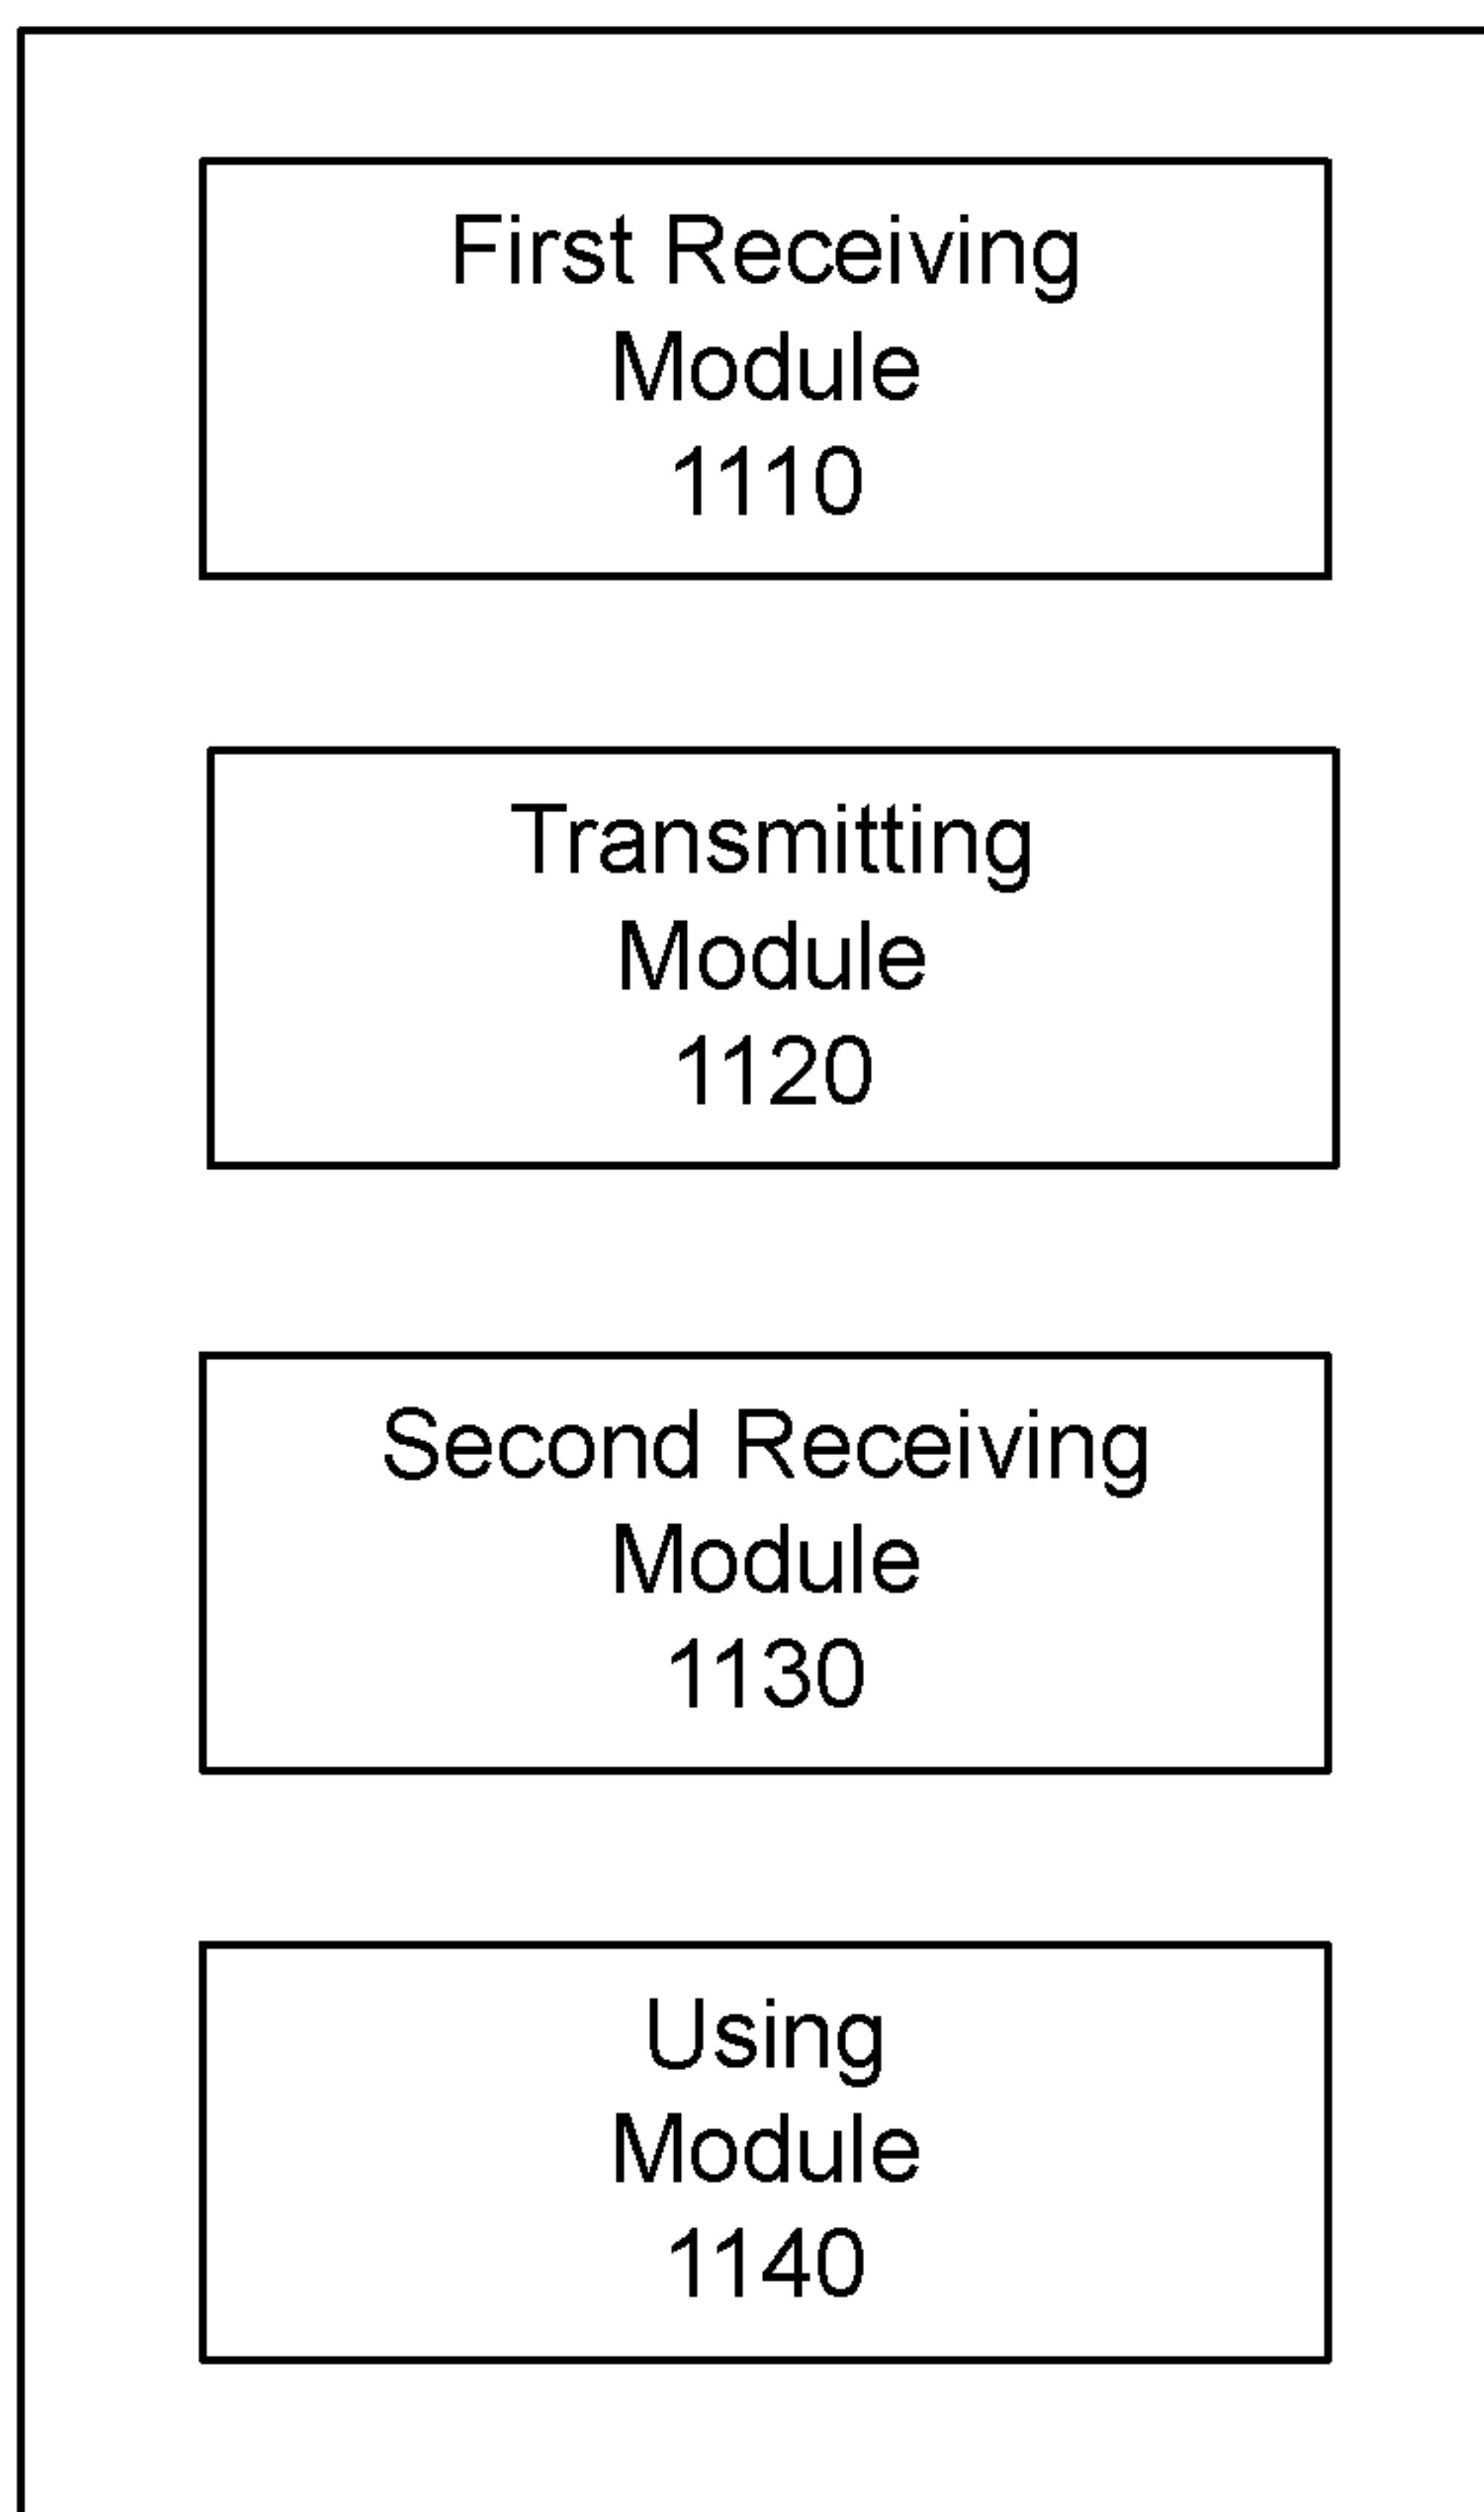 First Receiving
Module
1110
Transmitting
Module
1120
Second Receiving
Module
1130
Using
Module
1140